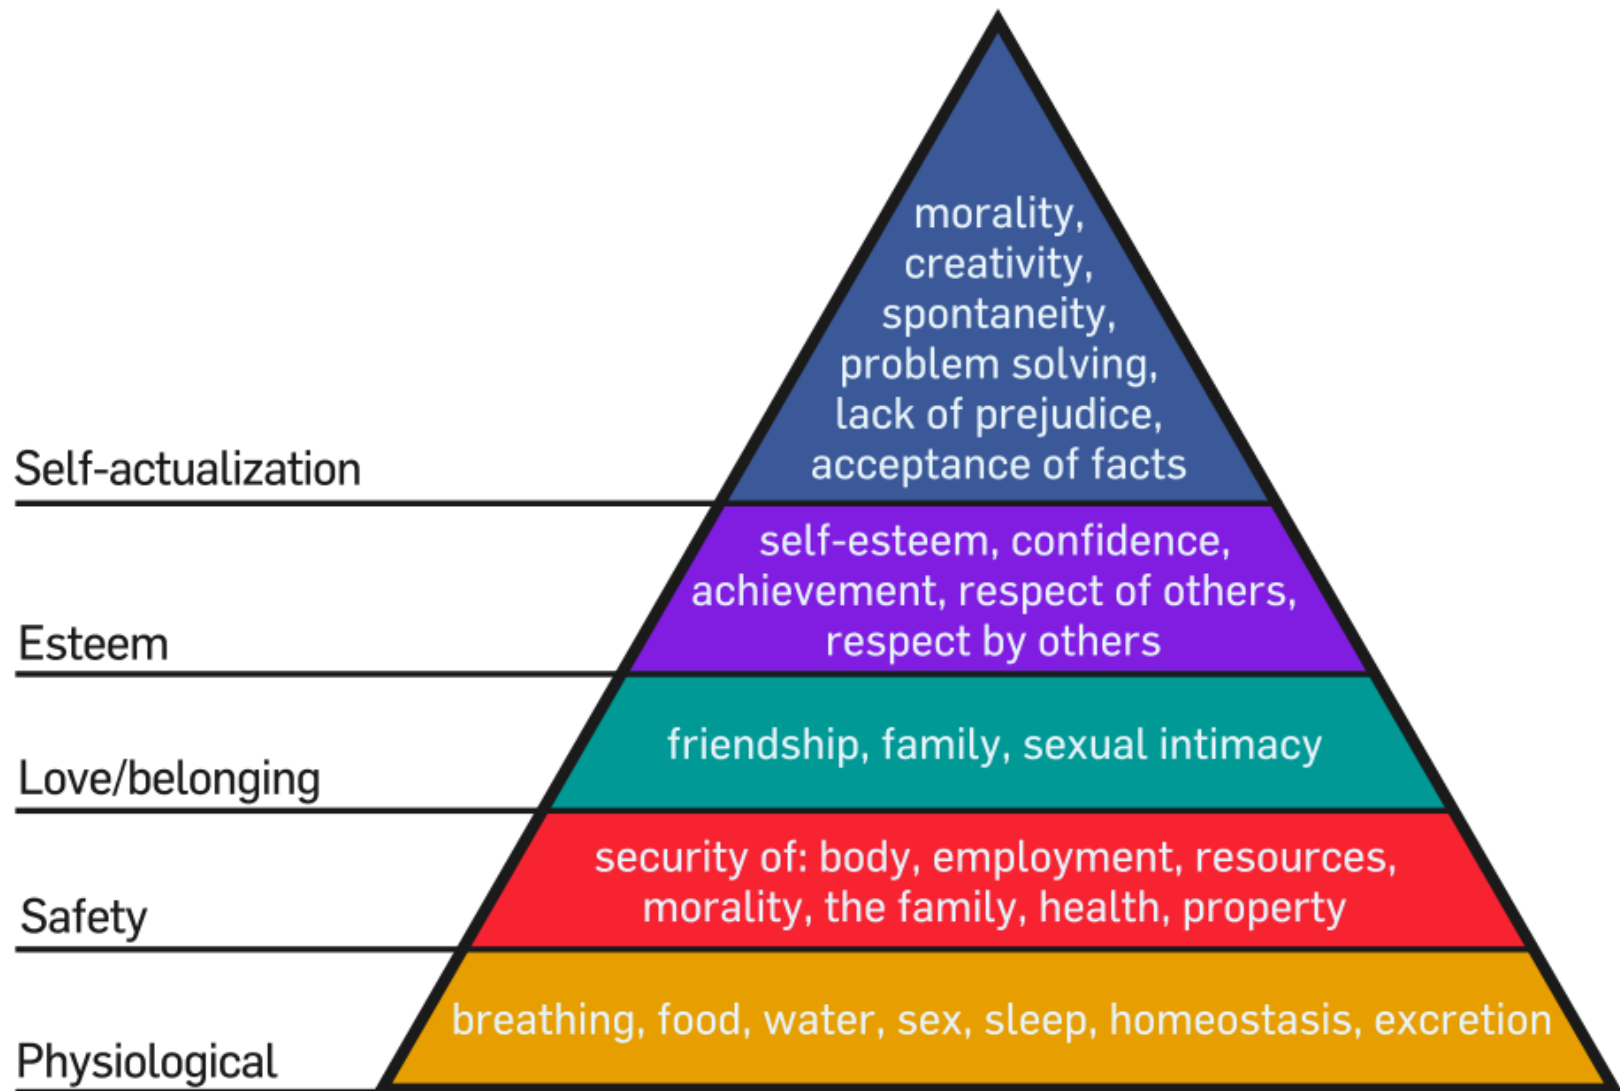 morality,
creativity,
spontaneity,
problem solving,
lack of prejudice,
acceptance of facts
Self-actualization
self-esteem, confidence,
achievement, respect of others,
respect by others
Esteem
friendship, family, sexual intimacy
Love/belonging
security of: body, employment, resources,
morality, the family, health, property
Safety
breathing, food, water, sex, sleep, homeostasis, excretion
Physiological